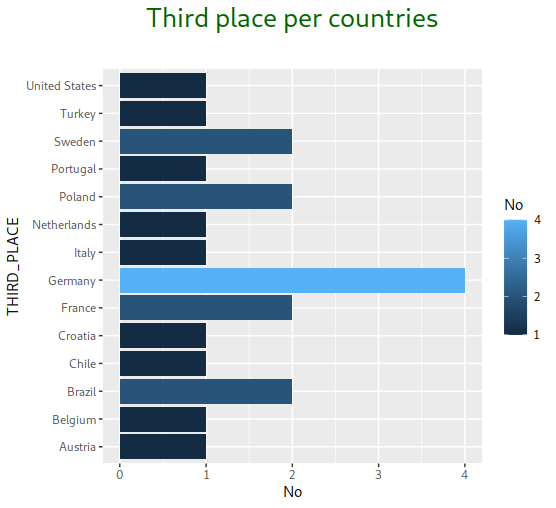 Third place per countries
THIRD_PLACE
United States
Turkey
Sweden
Portugal
Poland
Netherlands
Italy
Germany
France
Croatia
Chile
Brazil
Belgium
Austria
0 1 2 3 4
No
No
4
3
2
1